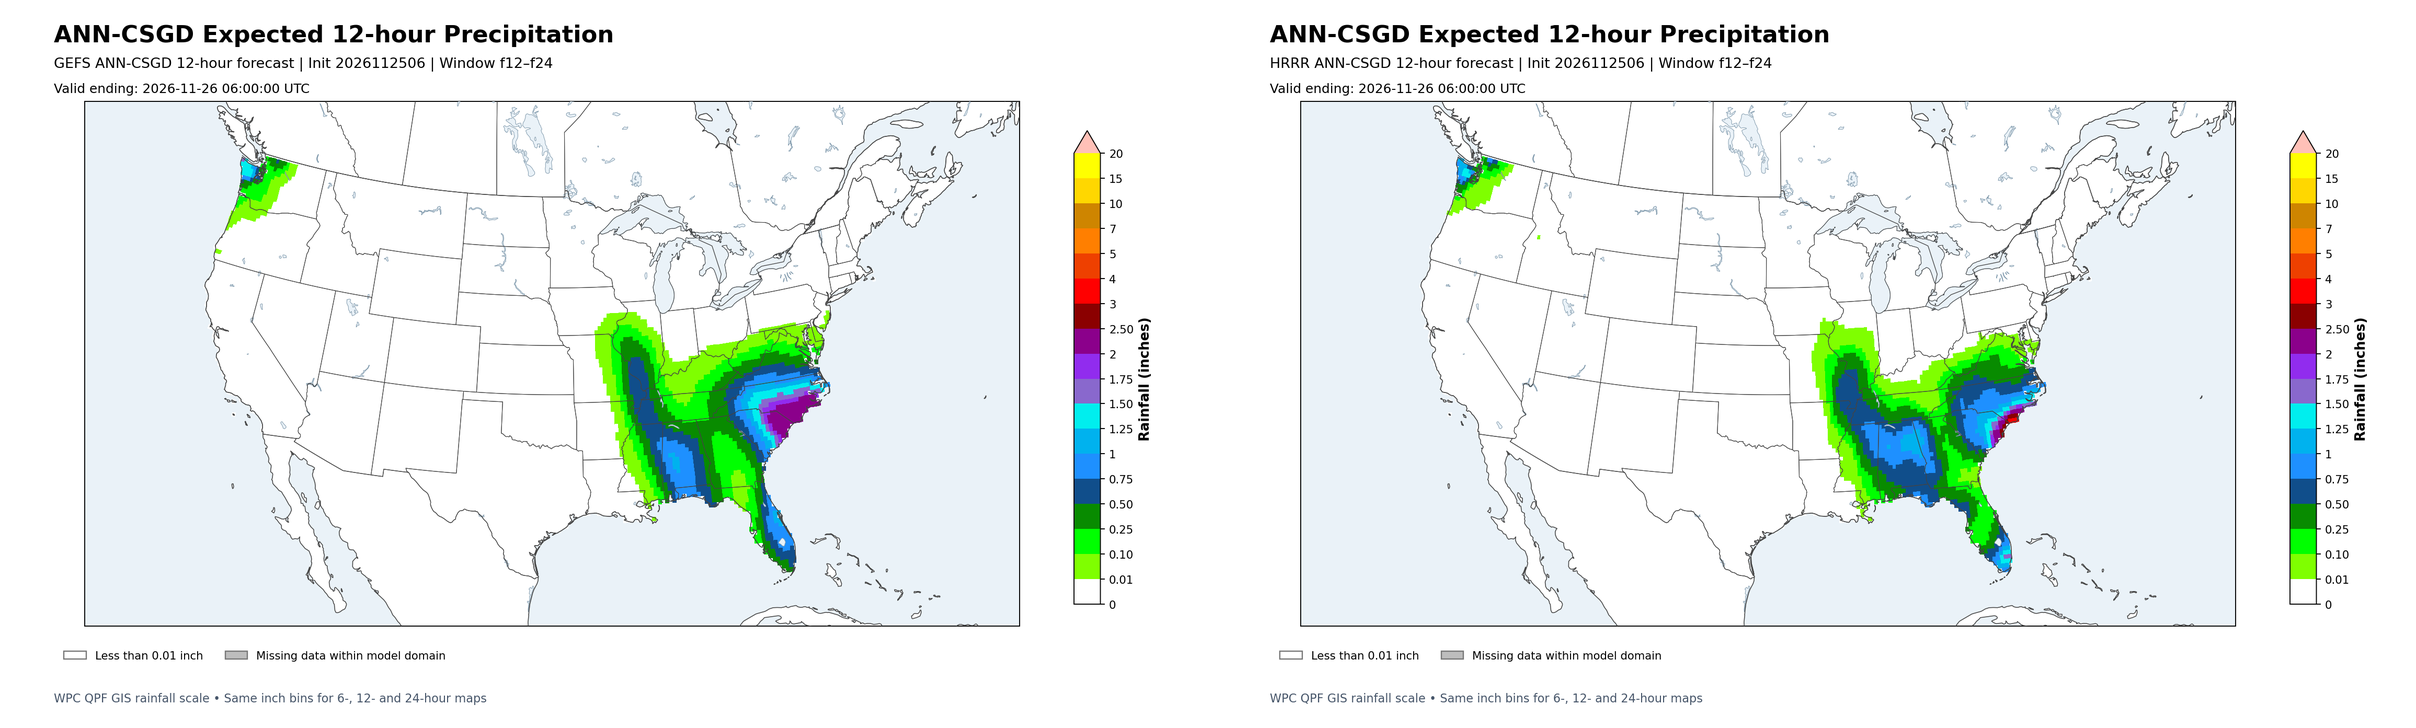 ANN-CSGD Expected 12-hour Precipitation
GEFS ANN-CSGD 12-hour forecast | Init 2026112506 | Window f12–f24
Valid ending: 2026-11-26 06:00:00 UTC
20
15
10
7
5
4
3
2.50
2
1.75
1.50
1.25
1
0.75
0.50
0.25
0.10
0.01
0
Rainfall (inches)
Less than 0.01 inch
Missing data within model domain
WPC QPF GIS rainfall scale • Same inch bins for 6-, 12- and 24-hour maps
ANN-CSGD Expected 12-hour Precipitation
HRRR ANN-CSGD 12-hour forecast | Init 2026112506 | Window f12–f24
Valid ending: 2026-11-26 06:00:00 UTC
20
15
10
7
5
4
3
2.50
2
1.75
1.50
1.25
1
0.75
0.50
0.25
0.10
0.01
0
Rainfall (inches)
Less than 0.01 inch
Missing data within model domain
WPC QPF GIS rainfall scale • Same inch bins for 6-, 12- and 24-hour maps